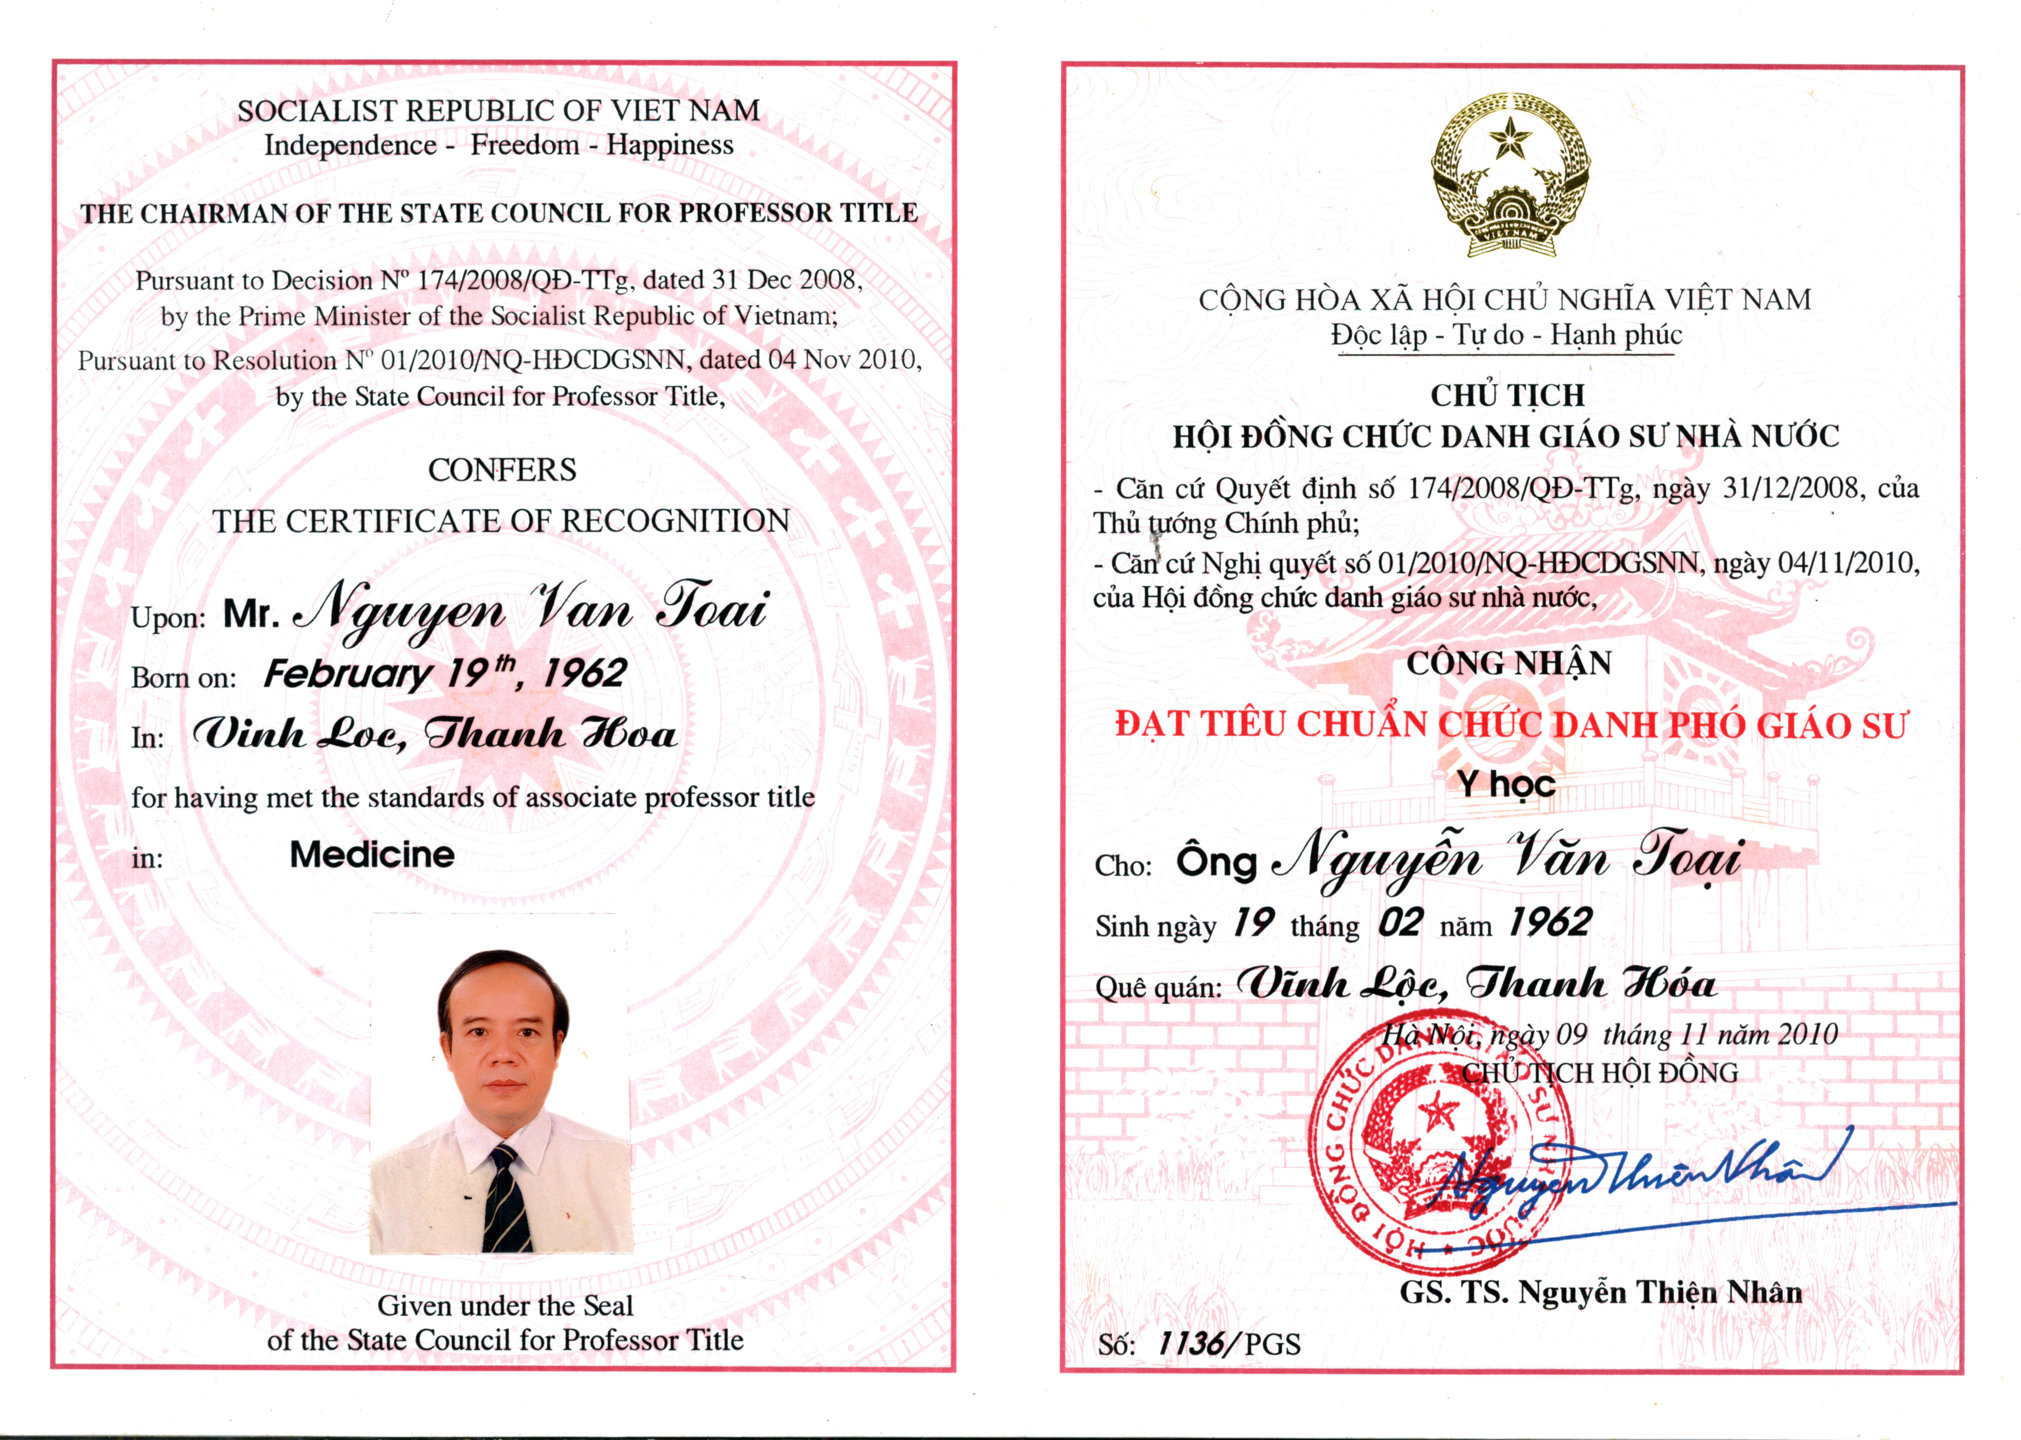 SOCIALIST REPUBLIC OF VIET NAM
Independence - Freedom - Happiness
THE CHAIRMAN OF THE STATE COUNCIL FOR PROFESSOR TITLE
Pursuant to Decision Nº 174/2008/QĐ-TTg, dated 31 Dec 2008,
by the Prime Minister of the Socialist Republic of Vietnam;
Pursuant to Resolution Nº 01/2010/NQ-HĐCDGSNN, dated 04 Nov 2010,
by the State Council for Professor Title,
CONFERS
THE CERTIFICATE OF RECOGNITION
Upon: Mr. Nguyen Van Toai
Born on: February 19th, 1962
In: Vinh Loc, Thanh Hoa
for having met the standards of associate professor title
in: Medicine
Given under the Seal
of the State Council for Professor Title
VIỆT NAM
CỘNG HÒA XÃ HỘI CHỦ NGHĨA VIỆT NAM
Độc lập - Tự do - Hạnh phúc
CHỦ TỊCH
HỘI ĐỒNG CHỨC DANH GIÁO SƯ NHÀ NƯỚC
- Căn cứ Quyết định số 174/2008/QĐ-TTg, ngày 31/12/2008, của
Thủ tướng Chính phủ;
- Căn cứ Nghị quyết số 01/2010/NQ-HĐCDGSNN, ngày 04/11/2010,
của Hội đồng chức danh giáo sư nhà nước,
CÔNG NHẬN
ĐẠT TIÊU CHUẨN CHỨC DANH PHÓ GIÁO SƯ
Y học
Cho: Ông Nguyễn Văn Toại
Sinh ngày 19 tháng 02 năm 1962
Quê quán: Vĩnh Lộc, Thanh Hóa
Hà Nội, ngày 09 tháng 11 năm 2010
CHỦ TỊCH HỘI ĐỒNG
HỘI ĐỒNG CHỨC DANH GIÁO SƯ NHÀ NƯỚC
Nguyễn Thiện Nhân
GS. TS. Nguyễn Thiện Nhân
Số: 1136/PGS